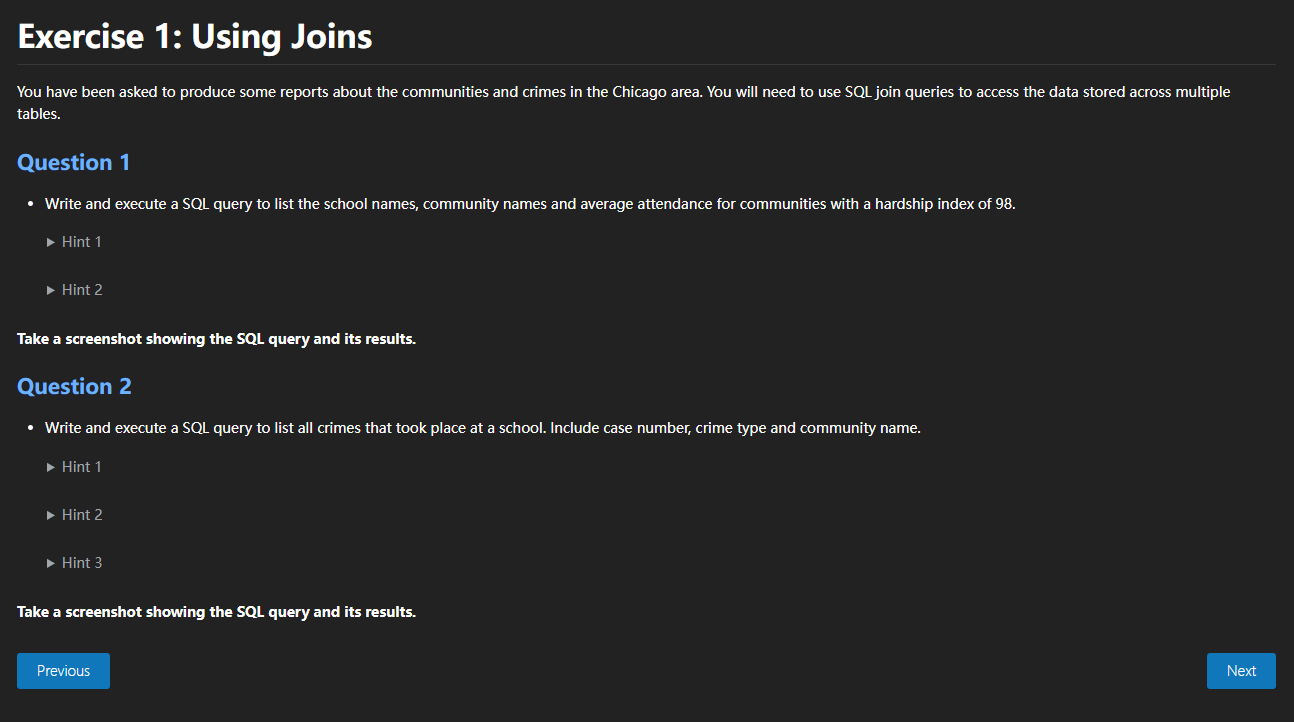 Exercise 1: Using Joins
You have been asked to produce some reports about the communities and crimes in the Chicago area. You will need to use SQL join queries to access the data stored across multiple
tables.
Question 1
• Write and execute a SQL query to list the school names, community names and average attendance for communities with a hardship index of 98.
▶ Hint 1
▶ Hint 2
Take a screenshot showing the SQL query and its results.
Question 2
• Write and execute a SQL query to list all crimes that took place at a school. Include case number, crime type and community name.
▶ Hint 1
▶ Hint 2
▶ Hint 3
Take a screenshot showing the SQL query and its results.
Previous
Next